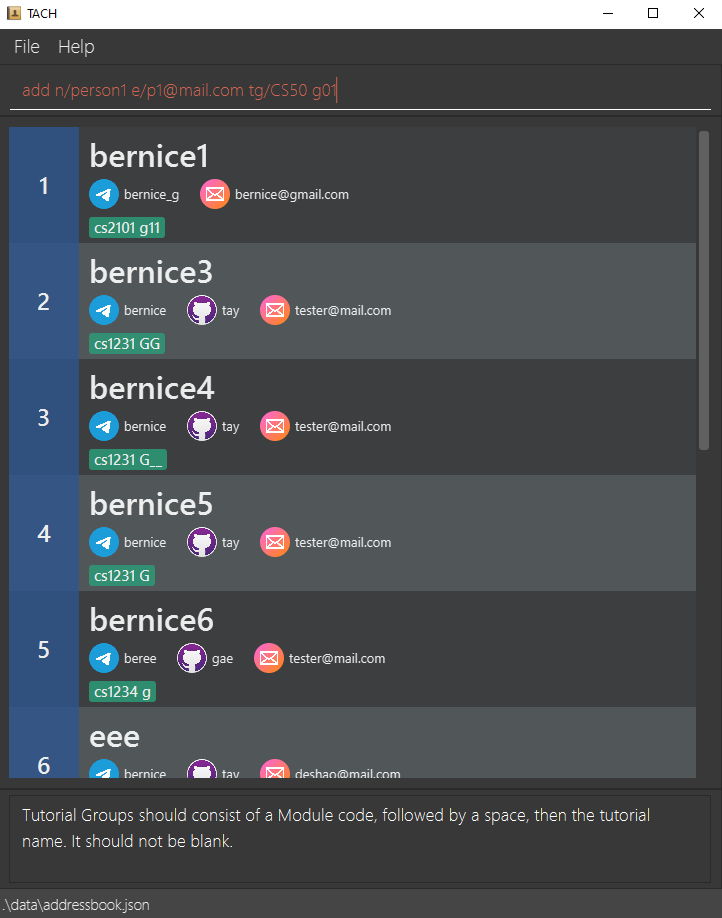 TACH
File Help
add n/person1 e/p1@mail.com tg/CS50 g01
1
bernice1
bernice_g bernice@gmail.com
cs2101 g11
2
bernice3
bernice tay tester@mail.com
cs1231 GG
3
bernice4
bernice tay tester@mail.com
cs1231 G__
4
bernice5
bernice tay tester@mail.com
cs1231 G
5
bernice6
beree gae tester@mail.com
cs1234 g
6
eee
bernice tay deshao@mail.com
Tutorial Groups should consist of a Module code, followed by a space, then the tutorial
name. It should not be blank.
.\data\addressbook.json